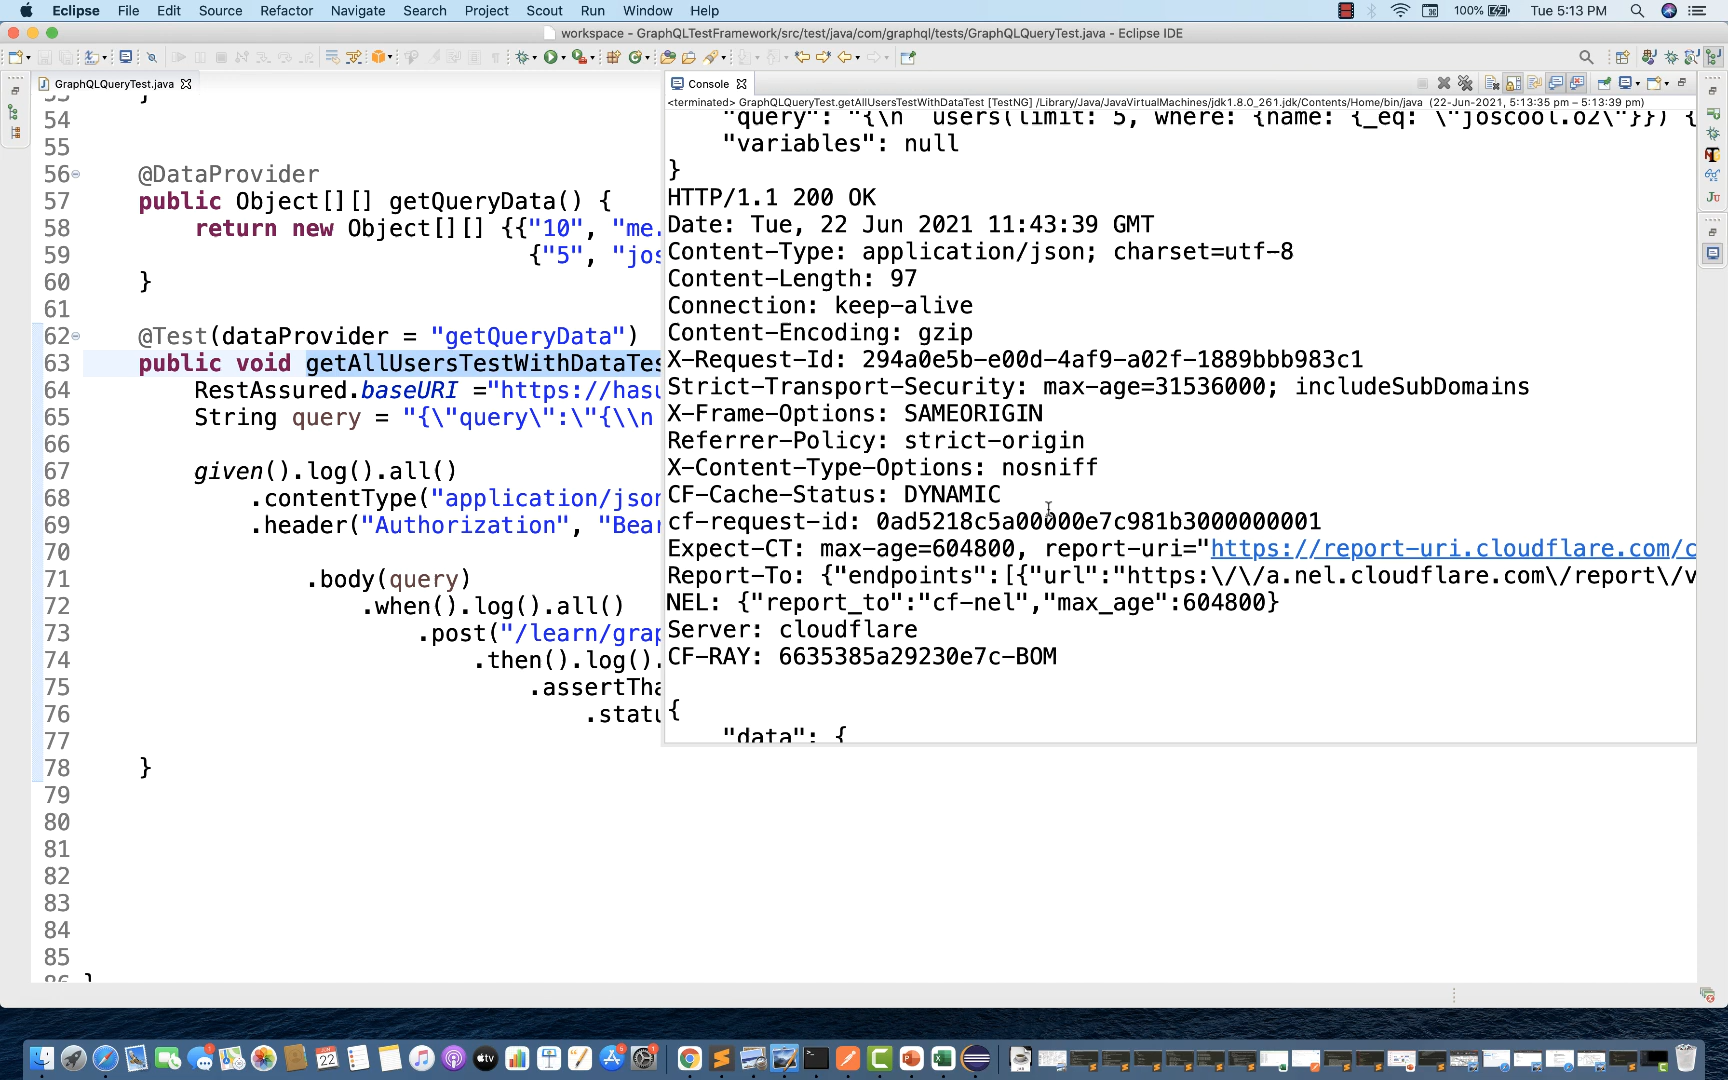 Eclipse File Edit Source Refactor Navigate Search Project Scout Run Window Help 100% Tue 5:13 PM
workspace - GraphQLTestFramework/src/test/java/com/graphql/tests/GraphQLQueryTest.java - Eclipse IDE
GraphQLQueryTest.java
54
55
56 @DataProvider
57 public Object[][] getQueryData() {
58 return new Object[][] {{"10", "me.
59 {"5", "jos
60 }
61
62 @Test(dataProvider = "getQueryData")
63 public void getAllUsersTestWithDataTes
64 RestAssured.baseURI ="https://hasu
65 String query = "{\"query\":\"{\\n
66
67 given().log().all()
68 .contentType("application/json
69 .header("Authorization", "Bear
70
71 .body(query)
72 .when().log().all()
73 .post("/learn/grap
74 .then().log().
75 .assertTha
76 .statu
77
78 }
79
80
81
82
83
84
85
86 }
Console
<terminated> GraphQLQueryTest.getAllUsersTestWithDataTest [TestNG] /Library/Java/JavaVirtualMachines/jdk1.8.0_261.jdk/Contents/Home/bin/java (22-Jun-2021, 5:13:35 pm – 5:13:39 pm)
"query": "{\n users(limit: 5, where: {name: {_eq: \"joscool.o2\"}}) {
"variables": null
}
HTTP/1.1 200 OK
Date: Tue, 22 Jun 2021 11:43:39 GMT
Content-Type: application/json; charset=utf-8
Content-Length: 97
Connection: keep-alive
Content-Encoding: gzip
X-Request-Id: 294a0e5b-e00d-4af9-a02f-1889bbb983c1
Strict-Transport-Security: max-age=31536000; includeSubDomains
X-Frame-Options: SAMEORIGIN
Referrer-Policy: strict-origin
X-Content-Type-Options: nosniff
CF-Cache-Status: DYNAMIC
cf-request-id: 0ad5218c5a00000e7c981b3000000001
Expect-CT: max-age=604800, report-uri="https://report-uri.cloudflare.com/c
Report-To: {"endpoints":[{"url":"https:\/\/a.nel.cloudflare.com\/report\/v
NEL: {"report_to":"cf-nel","max_age":604800}
Server: cloudflare
CF-RAY: 6635385a29230e7c-BOM
{
"data": {